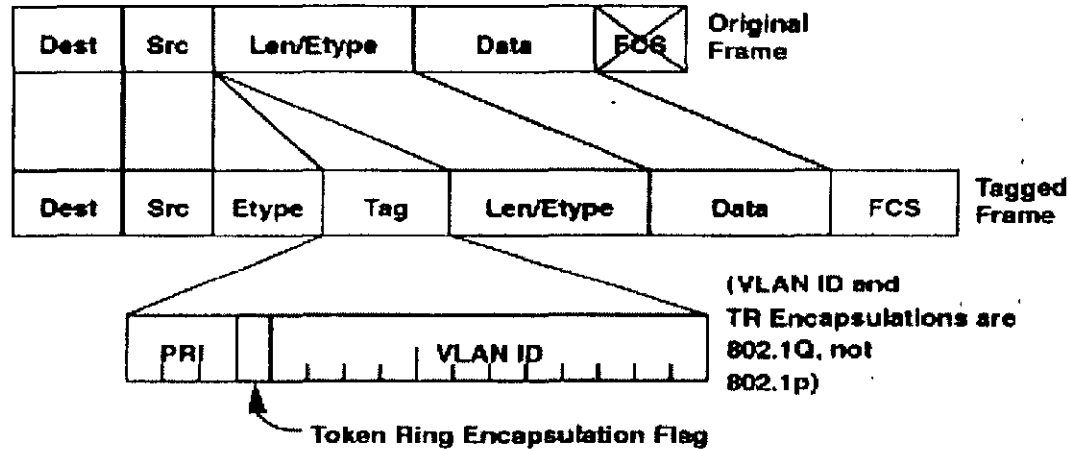 Dest Src Len/Etype Data FCS Original
Frame
Dest Src Etype Tag Len/Etype Data FCS Tagged
Frame
(VLAN ID and
TR Encapsulations are
802.1Q, not
802.1p)
PRI VLAN ID
Token Ring Encapsulation Flag